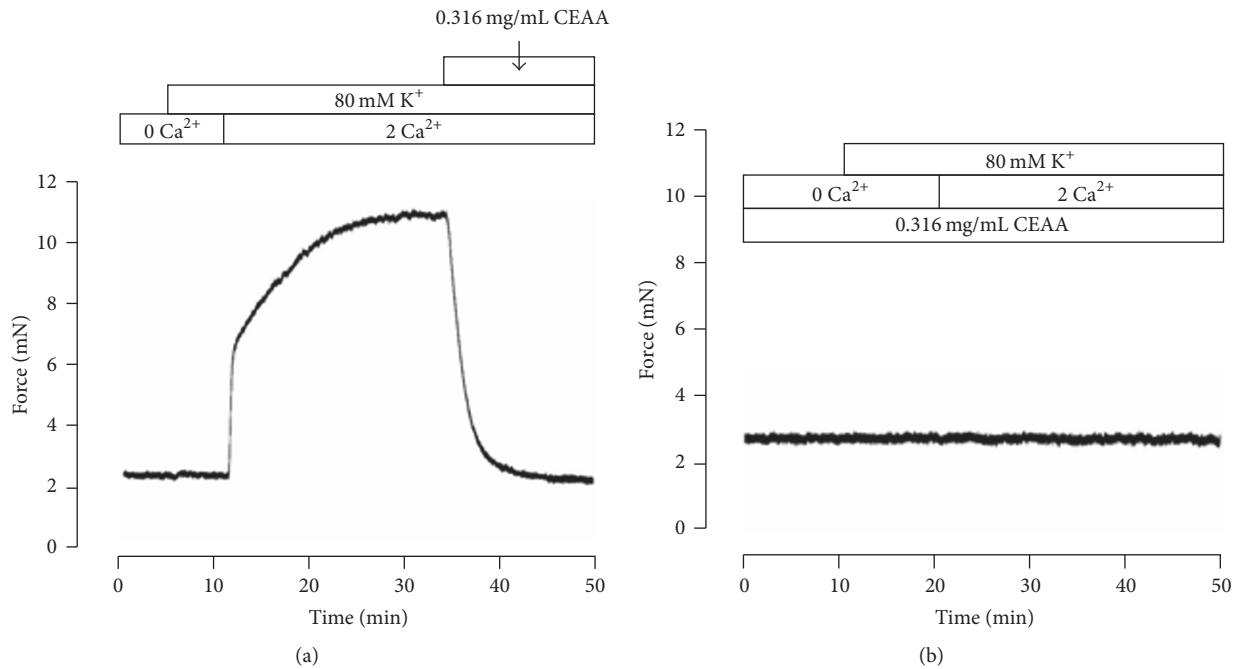 0.316 mg/mL CEAA
80 mM K⁺
0 Ca²⁺ 2 Ca²⁺
12
10
8
6
4
2
0
Force (mN)
0 10 20 30 40 50
Time (min)
(a)
80 mM K⁺
0 Ca²⁺ 2 Ca²⁺
0.316 mg/mL CEAA
12
10
8
6
4
2
0
Force (mN)
0 10 20 30 40 50
Time (min)
(b)